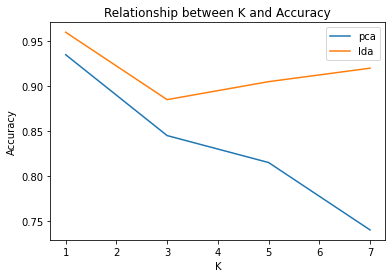 Relationship between K and Accuracy
pca
lda
0.95
0.90
0.85
0.80
0.75
Accuracy
1 2 3 4 5 6 7
K